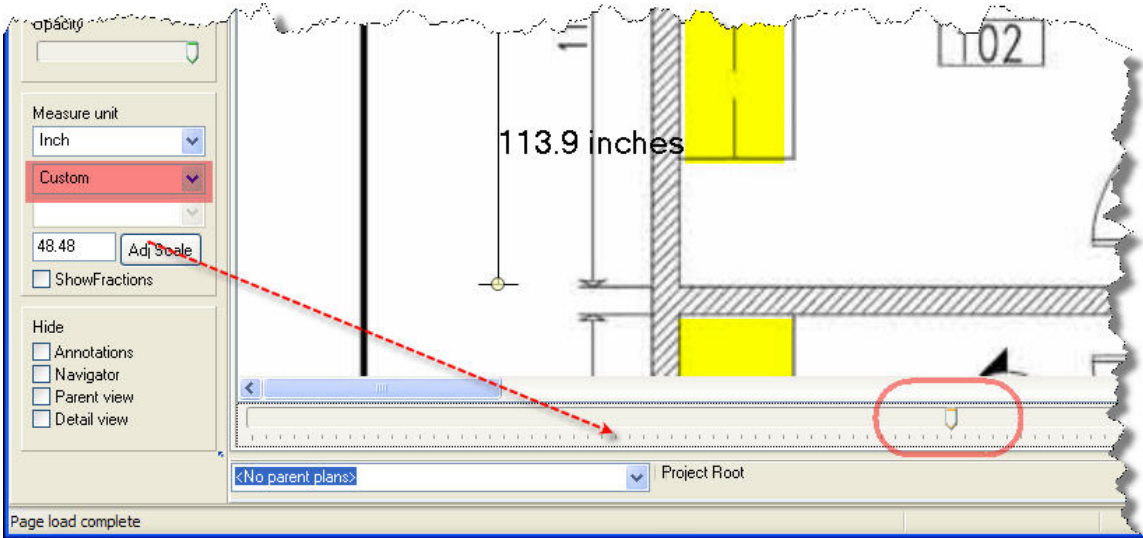 Opacity
Measure unit
Inch
Custom
48.48
Adj Scale
ShowFractions
Hide
Annotations
Navigator
Parent view
Detail view
113.9 inches
102
<No parent plans>
Project Root
Page load complete